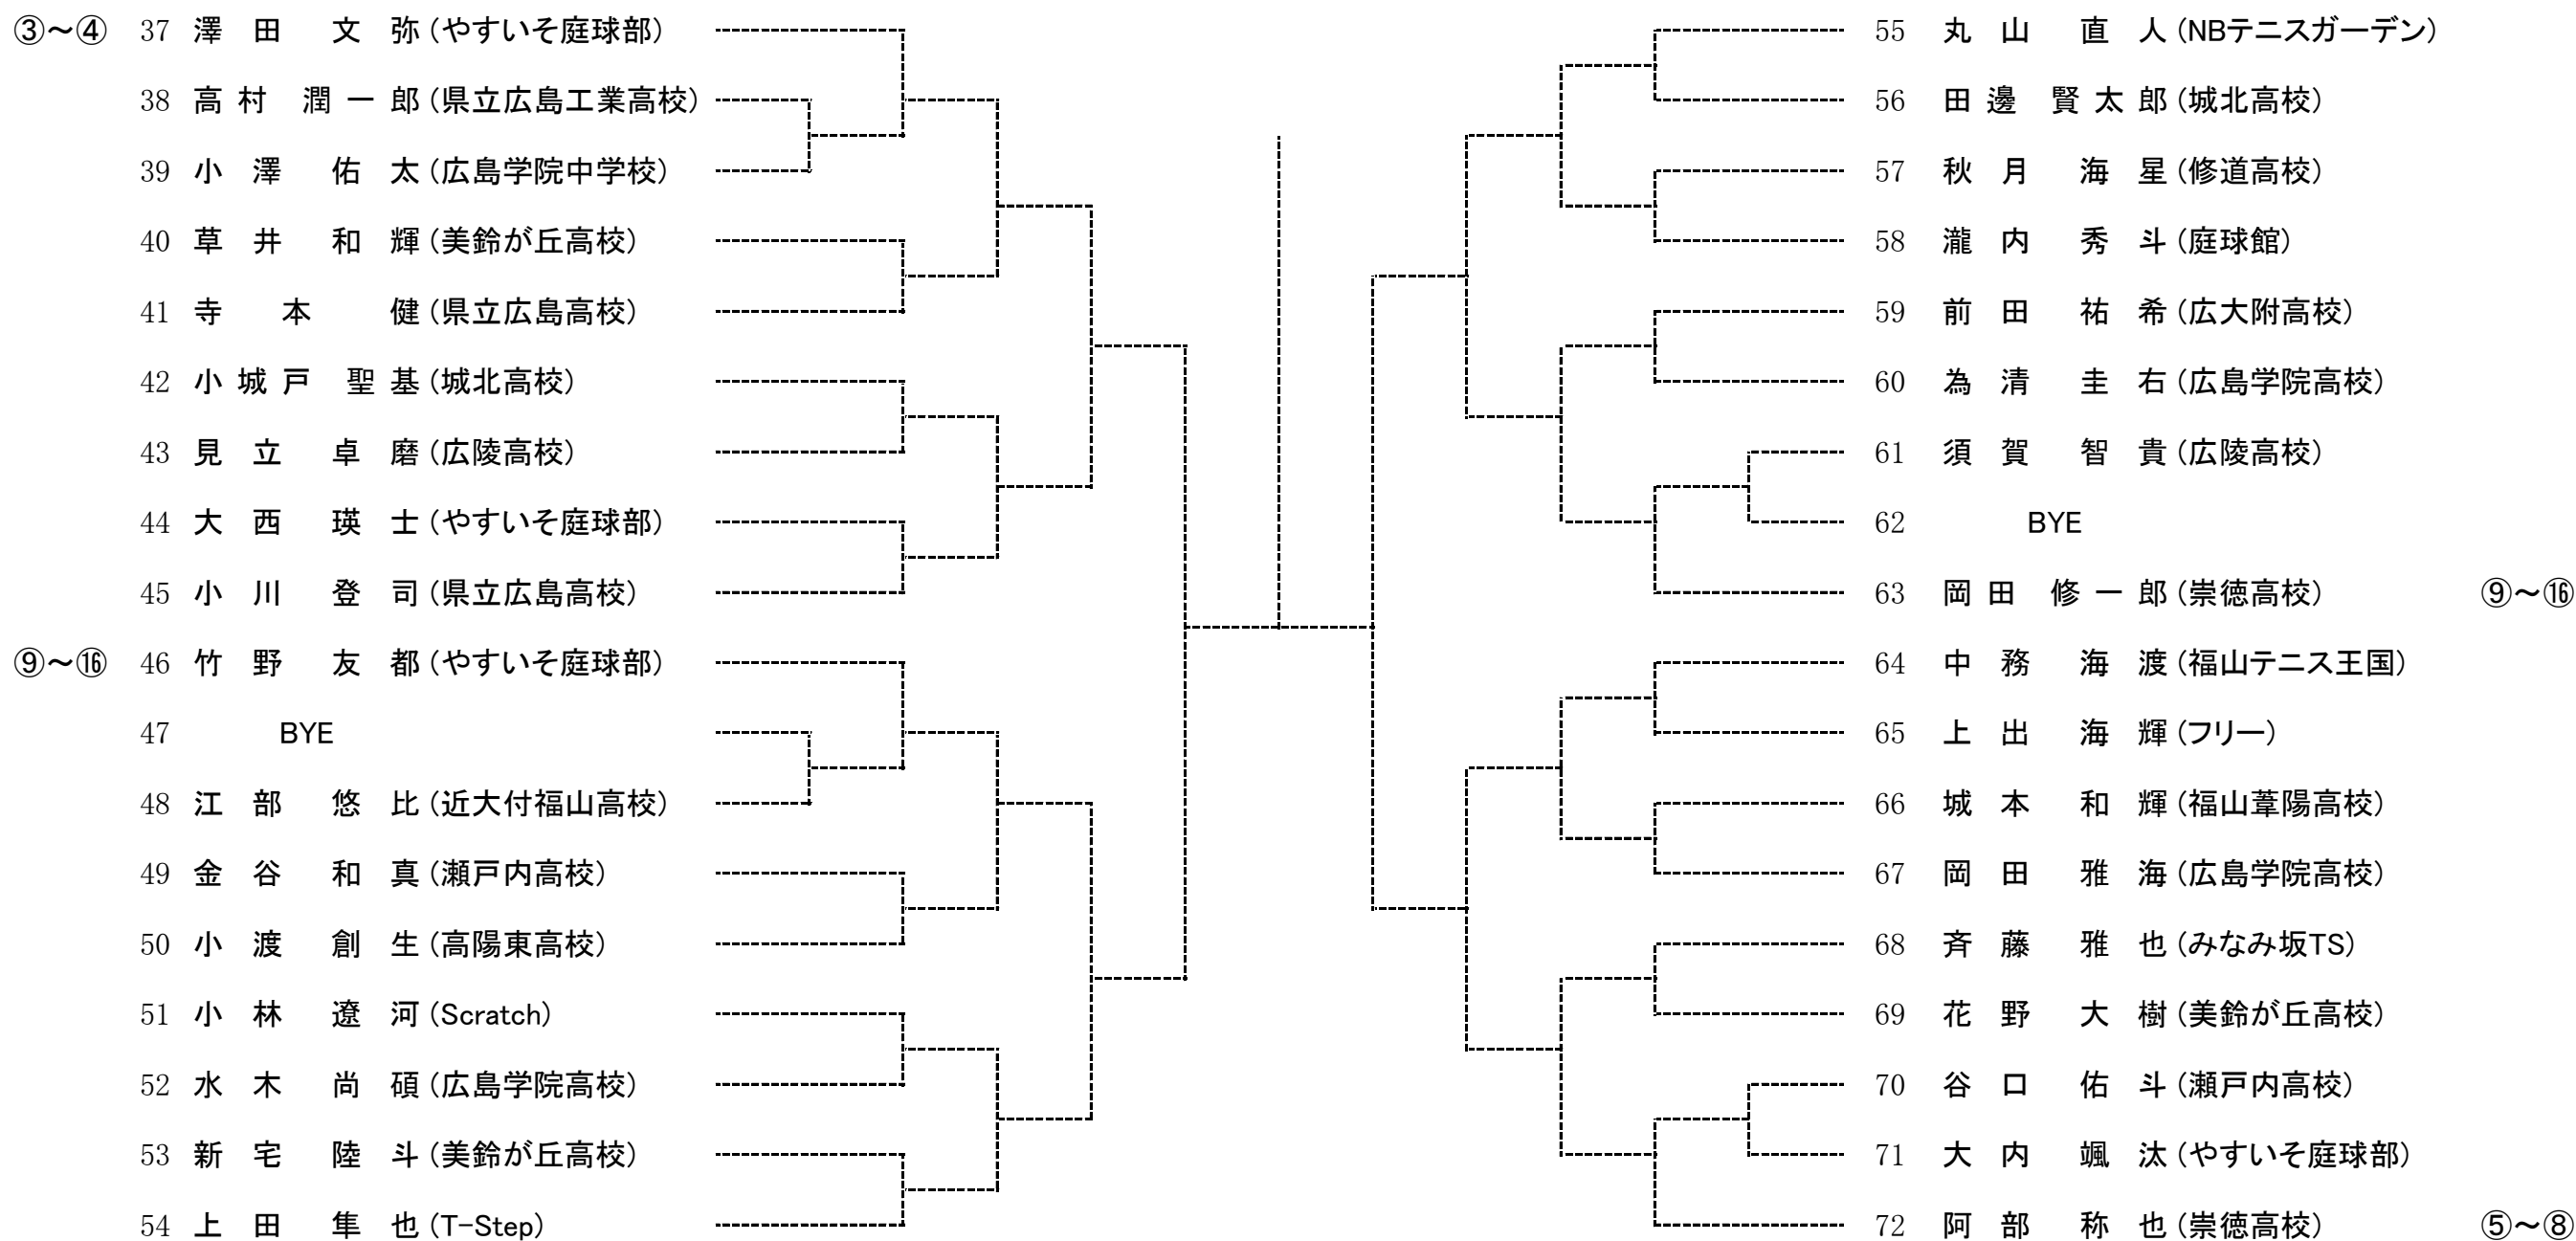 ③～④ 37 澤田 文弥(やすいそ庭球部)
38 高村 潤一郎(県立広島工業高校)
39 小澤 佑太(広島学院中学校)
40 草井 和輝(美鈴が丘高校)
41 寺本 健(県立広島高校)
42 小城戸 聖基(城北高校)
43 見立 卓磨(広陵高校)
44 大西 瑛士(やすいそ庭球部)
45 小川 登司(県立広島高校)
⑨～⑯ 46 竹野 友都(やすいそ庭球部)
47 BYE
48 江部 悠比(近大付福山高校)
49 金谷 和真(瀬戸内高校)
50 小渡 創生(高陽東高校)
51 小林 遼河(Scratch)
52 水木 尚碩(広島学院高校)
53 新宅 陸斗(美鈴が丘高校)
54 上田 隼也(T-Step)
55 丸山 直人(NBテニスガーデン)
56 田邊 賢太郎(城北高校)
57 秋月 海星(修道高校)
58 瀧内 秀斗(庭球館)
59 前田 祐希(広大附高校)
60 為清 圭右(広島学院高校)
61 須賀 智貴(広陵高校)
62 BYE
63 岡田 修一郎(崇徳高校) ⑨～⑯
64 中務 海渡(福山テニス王国)
65 上出 海輝(フリー)
66 城本 和輝(福山葦陽高校)
67 岡田 雅海(広島学院高校)
68 斉藤 雅也(みなみ坂TS)
69 花野 大樹(美鈴が丘高校)
70 谷口 佑斗(瀬戸内高校)
71 大内 颯汰(やすいそ庭球部)
72 阿部 称也(崇徳高校) ⑤～⑧